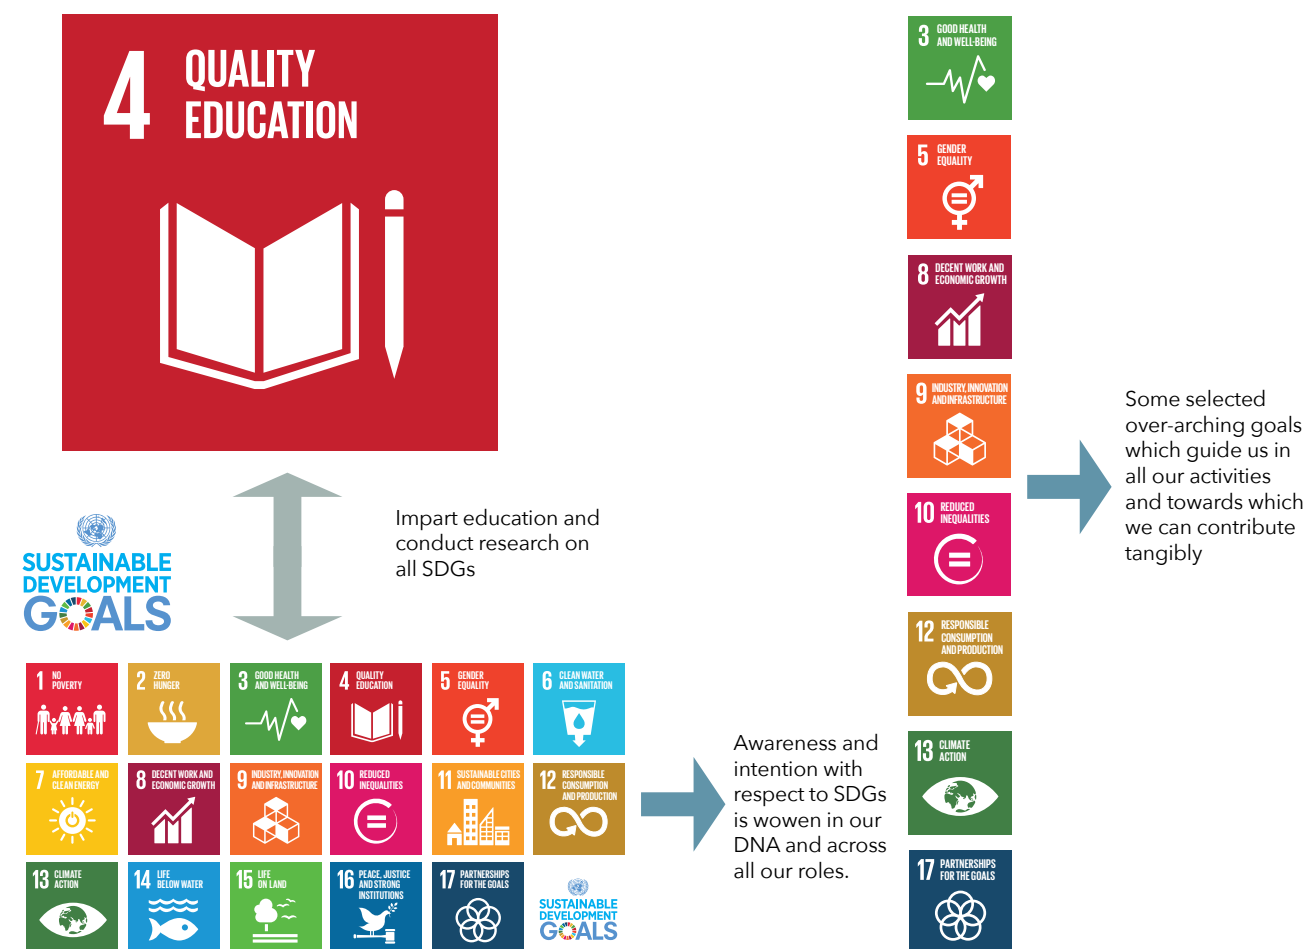 4 QUALITY
EDUCATION
SUSTAINABLE
DEVELOPMENT
GOALS
Impart education and
conduct research on
all SDGs
1 NO
POVERTY
2 ZERO
HUNGER
3 GOOD HEALTH
AND WELL-BEING
4 QUALITY
EDUCATION
5 GENDER
EQUALITY
6 CLEAN WATER
AND SANITATION
7 AFFORDABLE AND
CLEAN ENERGY
8 DECENT WORK AND
ECONOMIC GROWTH
9 INDUSTRY, INNOVATION
AND INFRASTRUCTURE
10 REDUCED
INEQUALITIES
11 SUSTAINABLE CITIES
AND COMMUNITIES
12 RESPONSIBLE
CONSUMPTION
AND PRODUCTION
13 CLIMATE
ACTION
14 LIFE
BELOW WATER
15 LIFE
ON LAND
16 PEACE, JUSTICE
AND STRONG
INSTITUTIONS
17 PARTNERSHIPS
FOR THE GOALS
SUSTAINABLE
DEVELOPMENT
GOALS
Awareness and
intention with
respect to SDGs
is wowen in our
DNA and across
all our roles.
3 GOOD HEALTH
AND WELL-BEING
5 GENDER
EQUALITY
8 DECENT WORK AND
ECONOMIC GROWTH
9 INDUSTRY, INNOVATION
AND INFRASTRUCTURE
10 REDUCED
INEQUALITIES
12 RESPONSIBLE
CONSUMPTION
AND PRODUCTION
13 CLIMATE
ACTION
17 PARTNERSHIPS
FOR THE GOALS
Some selected
over-arching goals
which guide us in
all our activities
and towards which
we can contribute
tangibly